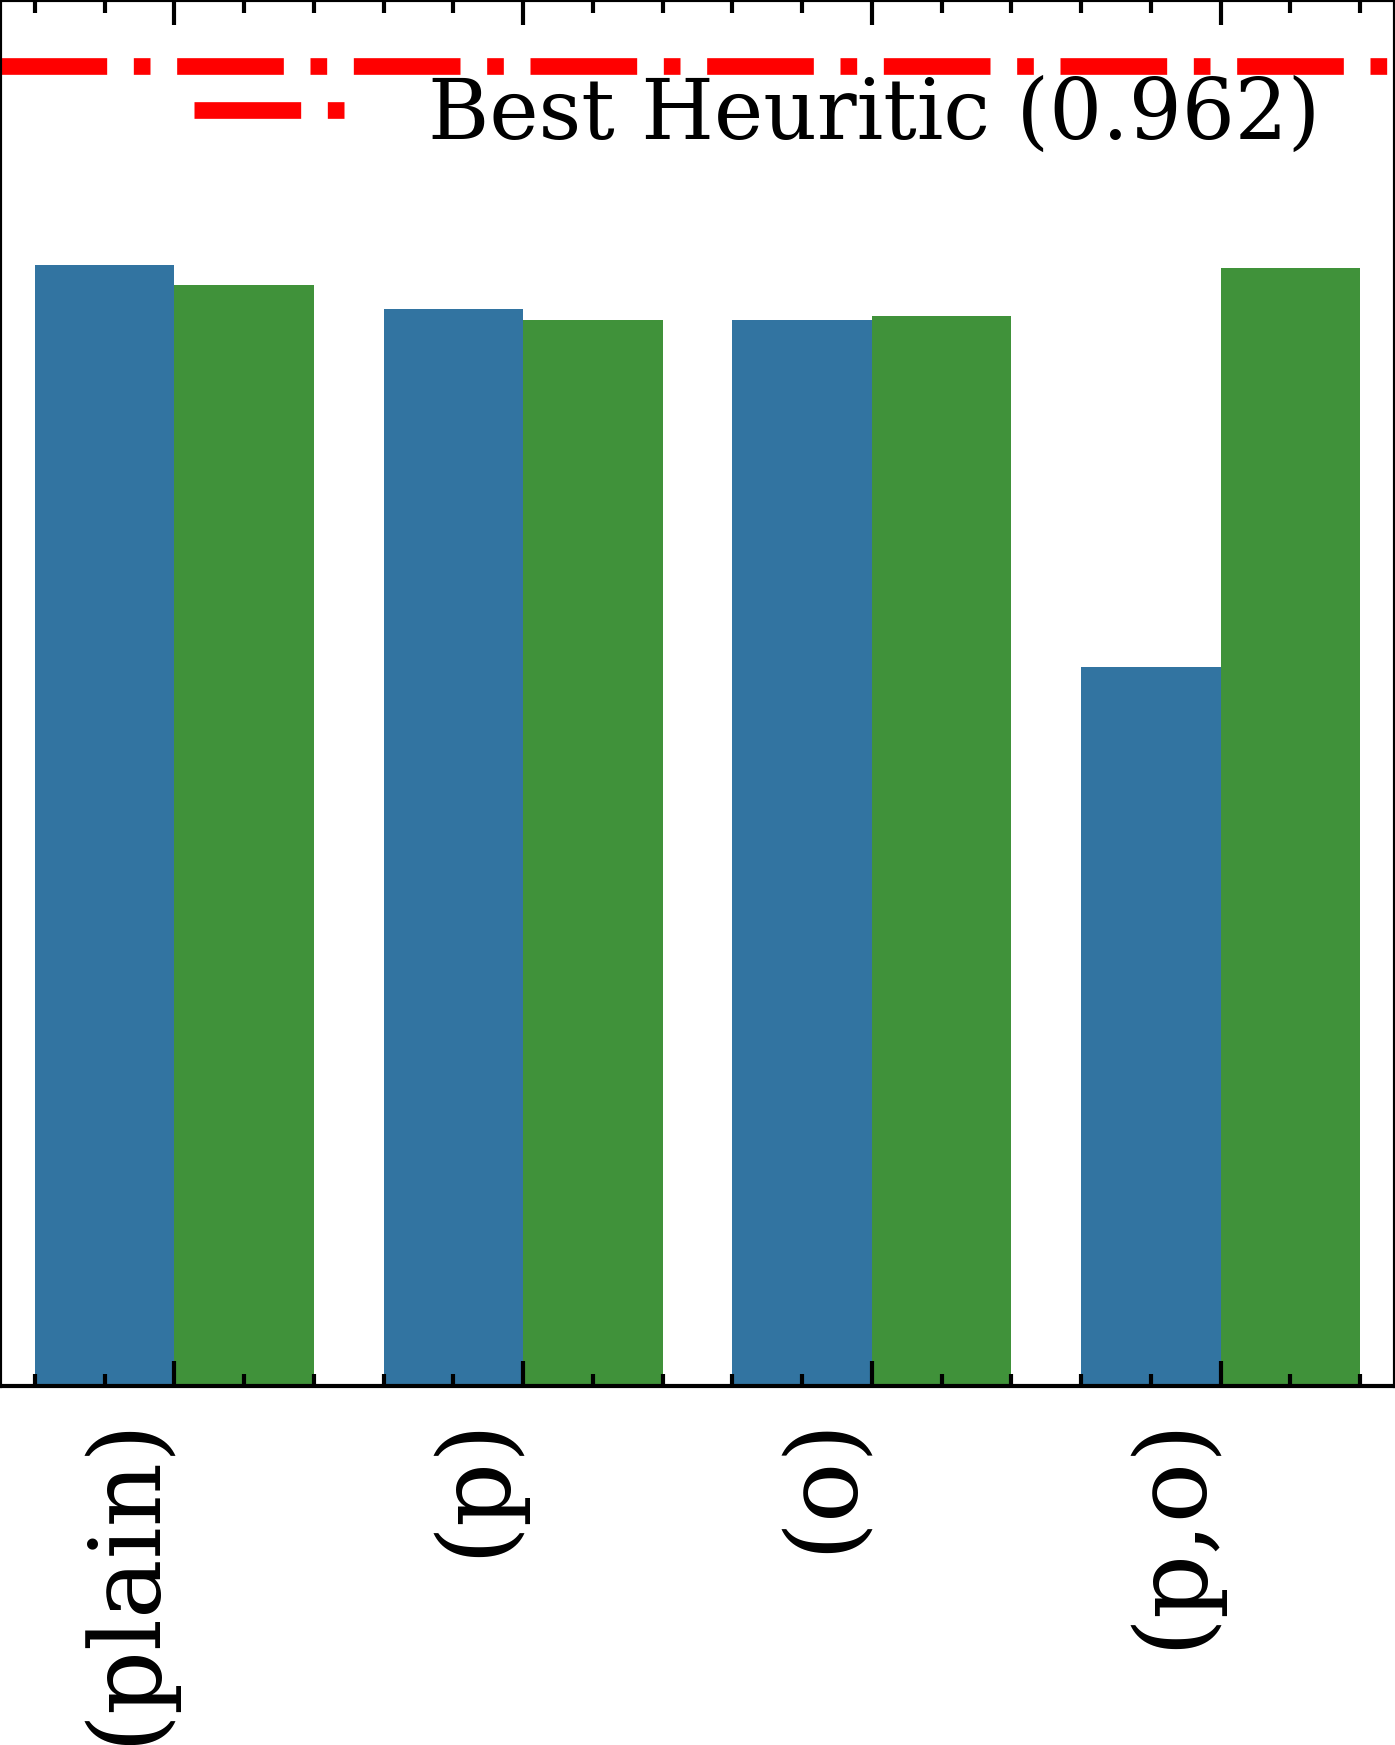 Best Heuritic (0.962)
(plain)
(p)
(o)
(p,o)